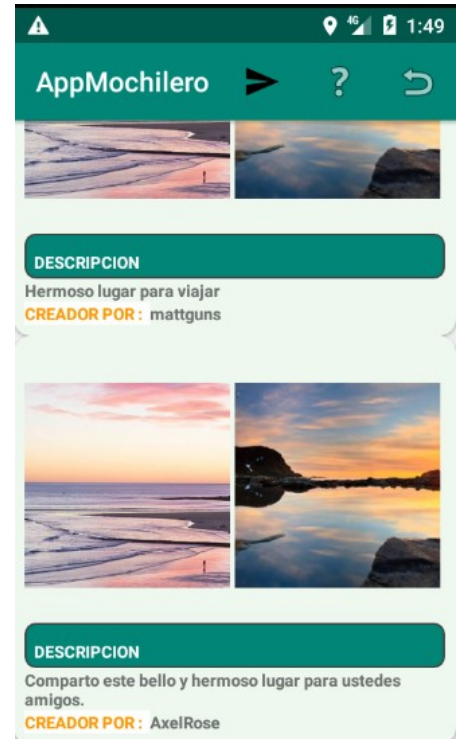 4G 1:49
AppMochilero ?
DESCRIPCION
Hermoso lugar para viajar
CREADOR POR : mattguns
DESCRIPCION
Comparto este bello y hermoso lugar para ustedes
amigos.
CREADOR POR : AxelRose